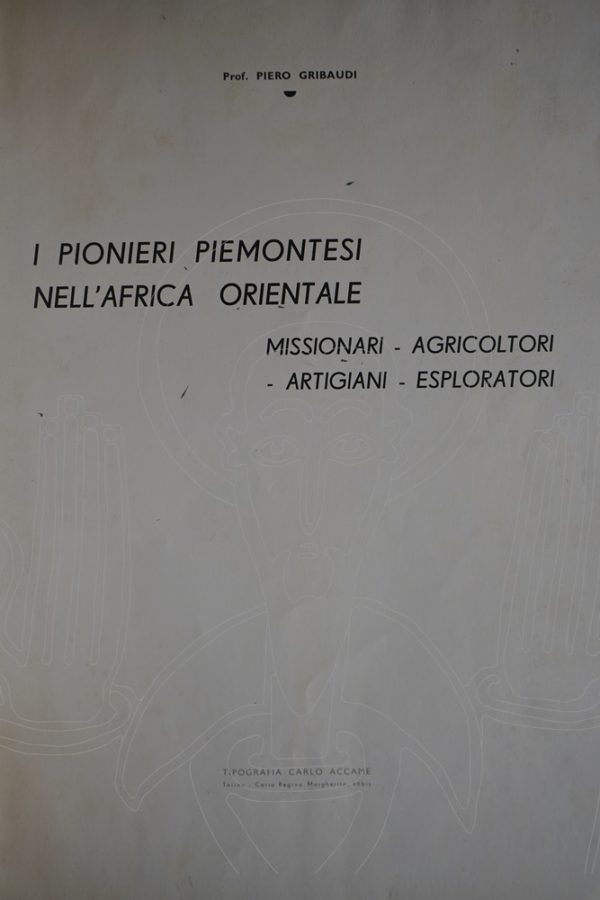 Prof. PIERO GRIBAUDI
I PIONIERI PIEMONTESI
NELL'AFRICA ORIENTALE
MISSIONARI - AGRICOLTORI
- ARTIGIANI - ESPLORATORI
TIPOGRAFIA CARLO ACCAME
Torino - Corso Regina Margherita,